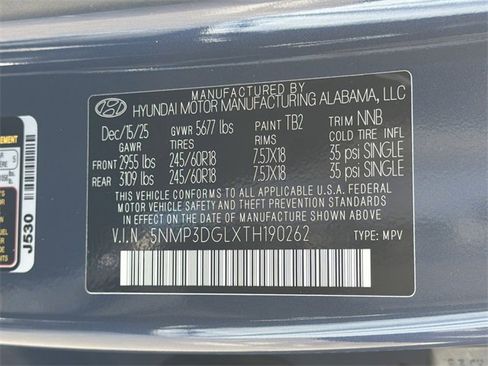 MANUFACTURED BY
HYUNDAI MOTOR MANUFACTURING ALABAMA, LLC
Dec/15/25 GVWR 5677 lbs PAINT TB2 TRIM NNB
GAWR TIRES RIMS COLD TIRE INFL
FRONT 2955 lbs 245/60R18 7.5JX18 35 psi SINGLE
REAR 3109 lbs 245/60R18 7.5JX18 35 psi SINGLE
THIS VEHICLE CONFORMS TO ALL APPLICABLE U.S.A. FEDERAL
MOTOR VEHICLE SAFETY AND THEFT PREVENTION STANDARDS
IN EFFECT ON THE DATE OF MANUFACTURE SHOWN ABOVE.
V.I.N. 5NMP3DGLXTH190262 TYPE: MPV
J530